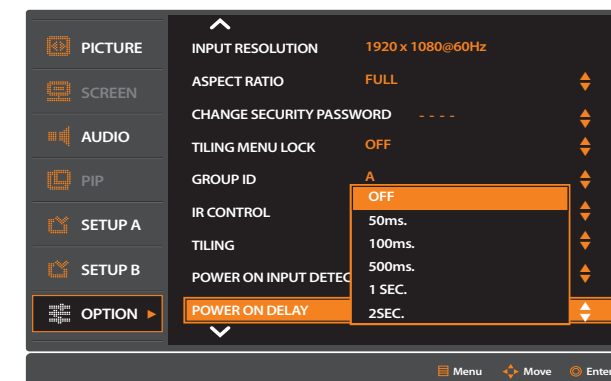 PICTURE
SCREEN
AUDIO
PIP
SETUP A
SETUP B
OPTION
INPUT RESOLUTION 1920 x 1080@60Hz
ASPECT RATIO FULL
CHANGE SECURITY PASSWORD - - - -
TILING MENU LOCK OFF
GROUP ID A
IR CONTROL
TILING
POWER ON INPUT DETEC
POWER ON DELAY
OFF
50ms.
100ms.
500ms.
1 SEC.
2SEC.
Menu Move Enter